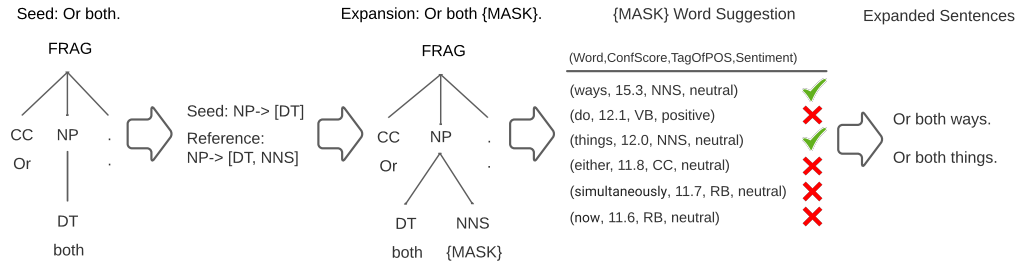 Seed: Or both.
FRAG
CC NP .
Or .
DT
both
Seed: NP-> [DT]
Reference:
NP-> [DT, NNS]
Expansion: Or both {MASK}.
FRAG
CC NP .
Or .
DT NNS
both {MASK}
{MASK} Word Suggestion
(Word,ConfScore,TagOfPOS,Sentiment)
(ways, 15.3, NNS, neutral)
(do, 12.1, VB, positive)
(things, 12.0, NNS, neutral)
(either, 11.8, CC, neutral)
(simultaneously, 11.7, RB, neutral)
(now, 11.6, RB, neutral)
Expanded Sentences
Or both ways.
Or both things.